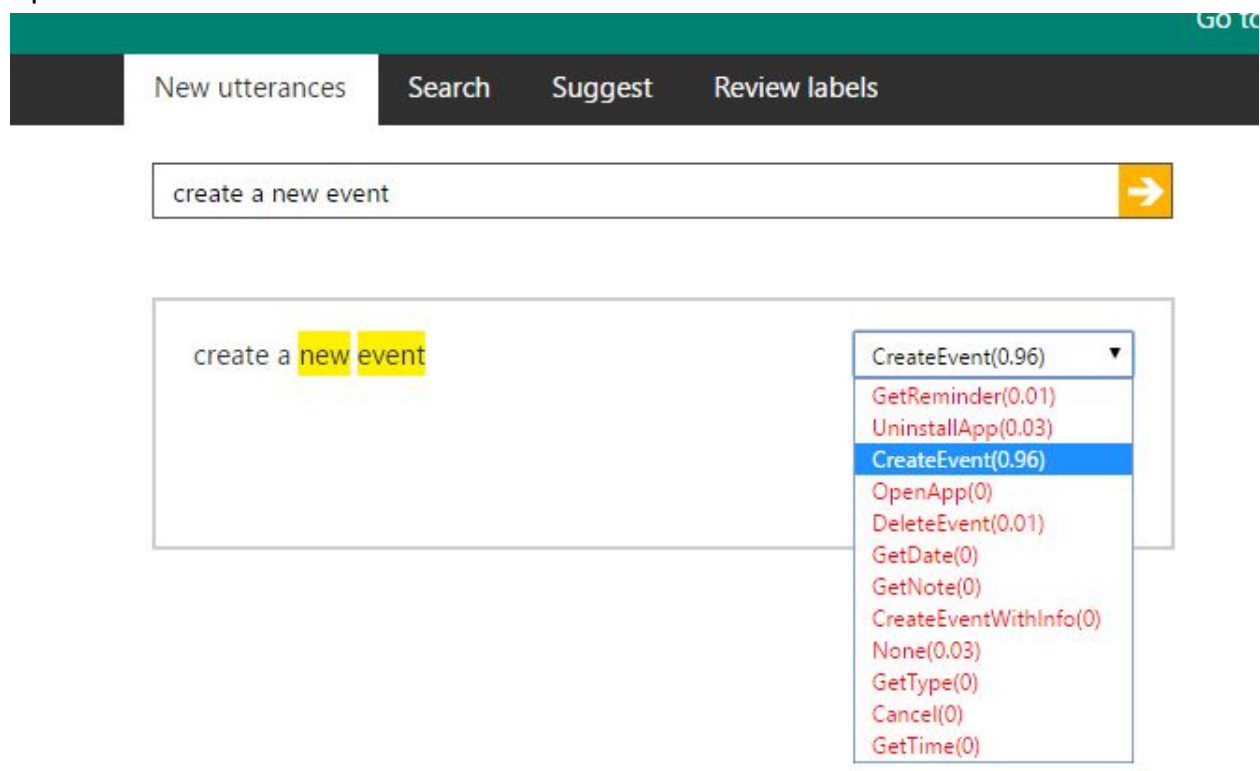 Go to
New utterances Search Suggest Review labels
create a new event
create a new event
CreateEvent(0.96)
GetReminder(0.01)
UninstallApp(0.03)
CreateEvent(0.96)
OpenApp(0)
DeleteEvent(0.01)
GetDate(0)
GetNote(0)
CreateEventWithInfo(0)
None(0.03)
GetType(0)
Cancel(0)
GetTime(0)